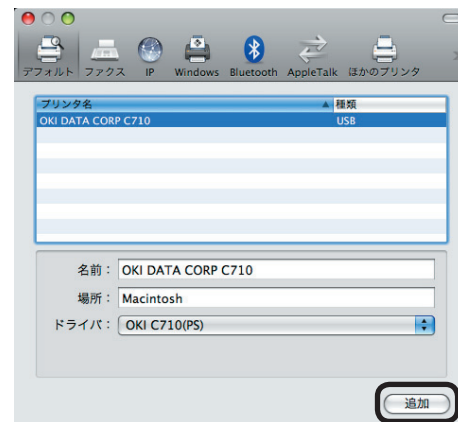 デフォルト ファクス IP Windows Bluetooth AppleTalk ほかのプリンタ
プリンタ名 種類
OKI DATA CORP C710 USB
名前： OKI DATA CORP C710
場所： Macintosh
ドライバ： OKI C710(PS)
追加